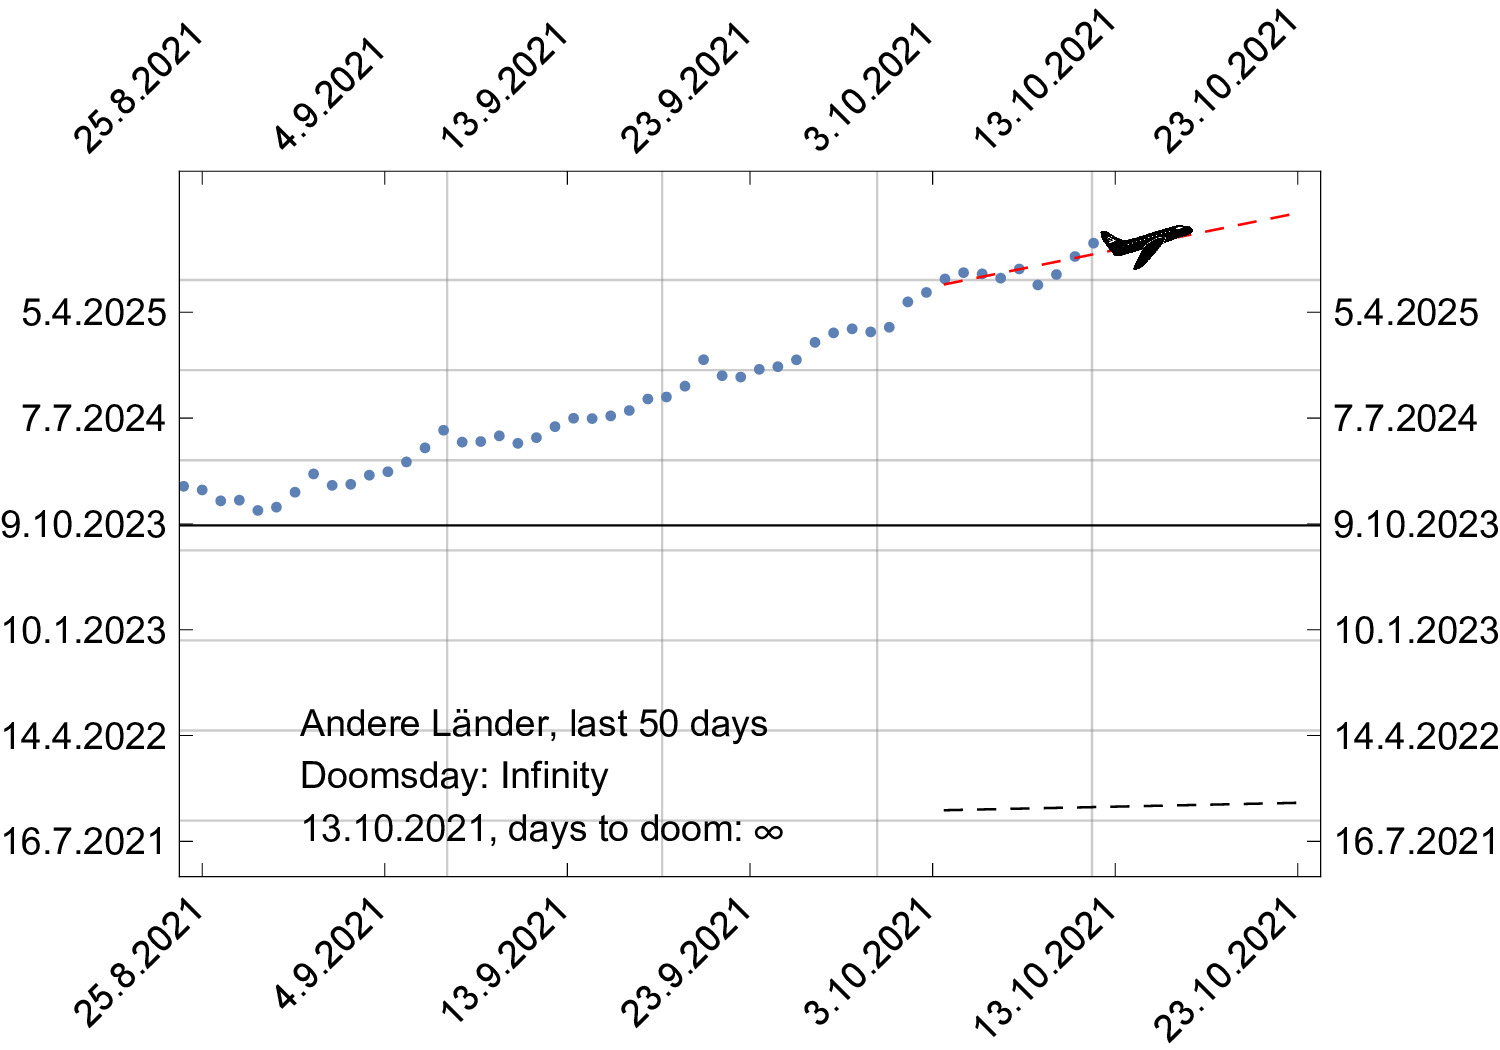 25.8.2021 4.9.2021 13.9.2021 23.9.2021 3.10.2021 13.10.2021 23.10.2021
5.4.2025 5.4.2025
7.7.2024 7.7.2024
9.10.2023 9.10.2023
10.1.2023 10.1.2023
Andere Länder, last 50 days
14.4.2022 14.4.2022
Doomsday: Infinity
13.10.2021, days to doom: ∞
16.7.2021 16.7.2021
25.8.2021 4.9.2021 13.9.2021 23.9.2021 3.10.2021 13.10.2021 23.10.2021